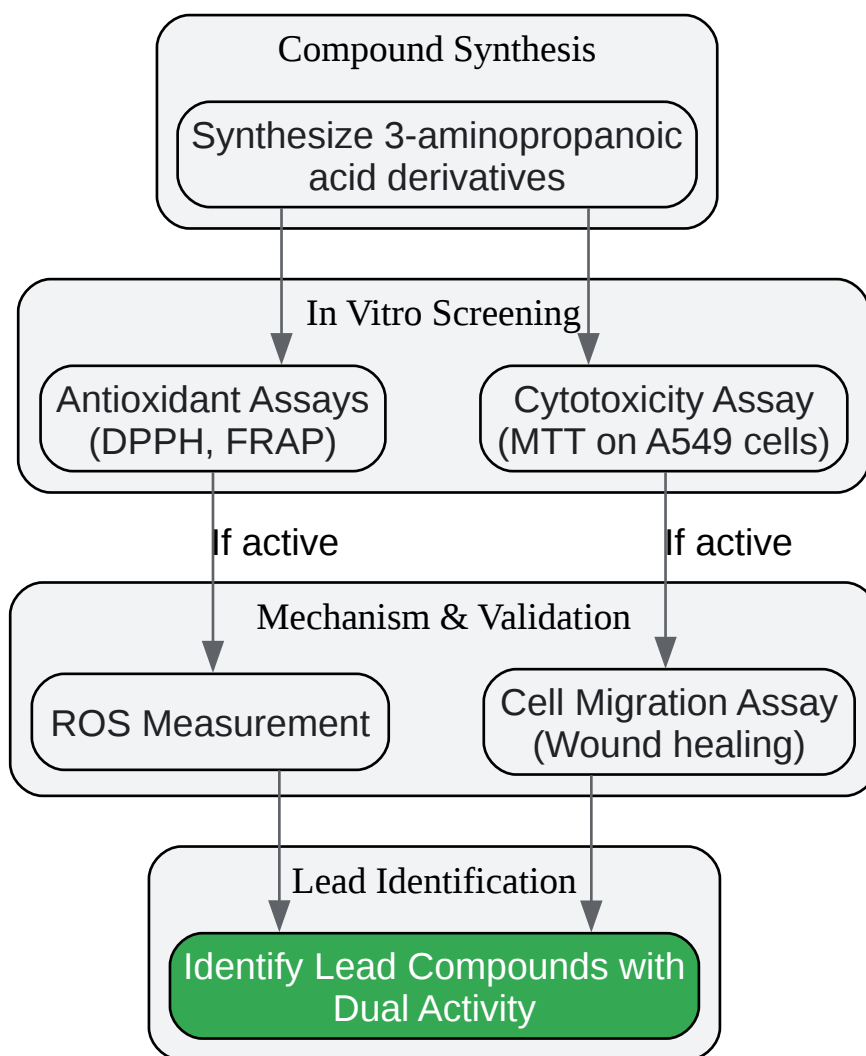 Compound Synthesis
Synthesize 3-aminopropanoic
acid derivatives
In Vitro Screening
Antioxidant Assays
(DPPH, FRAP)
Cytotoxicity Assay
(MTT on A549 cells)
If active
If active
Mechanism & Validation
ROS Measurement
Cell Migration Assay
(Wound healing)
Lead Identification
Identify Lead Compounds with
Dual Activity